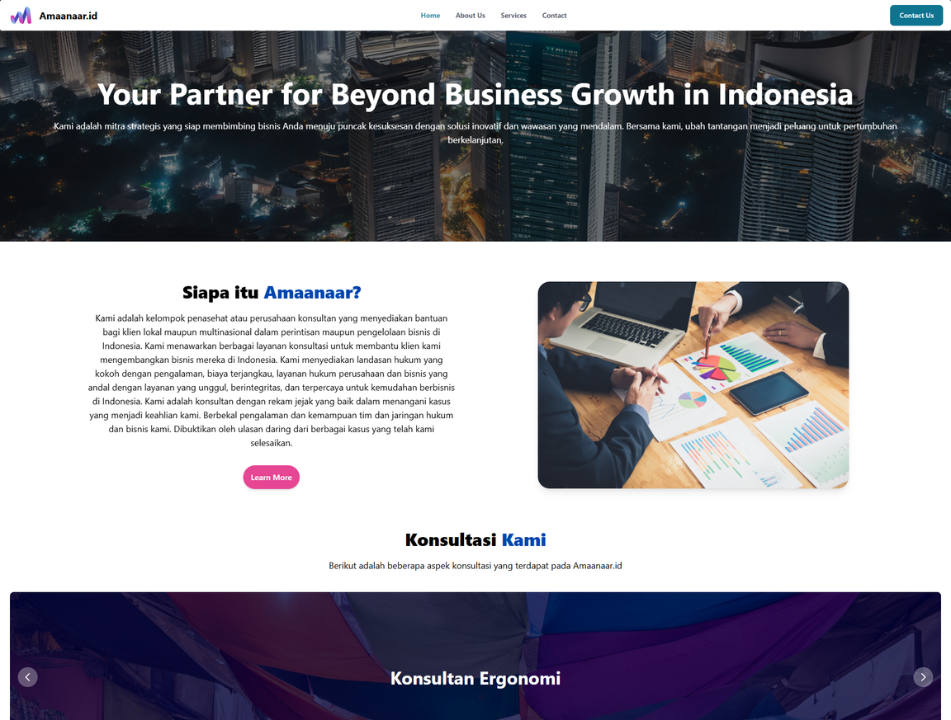 Amaanaar.id
Home About Us Services Contact
Contact Us
Your Partner for Beyond Business Growth in Indonesia
Kami adalah mitra strategis yang siap membimbing bisnis Anda menuju puncak kesuksesan dengan solusi inovatif dan wawasan yang mendalam. Bersama kami, ubah tantangan menjadi peluang untuk pertumbuhan
berkelanjutan.
Siapa itu Amaanaar?
Kami adalah kelompok penasehat atau perusahaan konsultan yang menyediakan bantuan
bagi klien lokal maupun multinasional dalam perintisan maupun pengelolaan bisnis di
Indonesia. Kami menawarkan berbagai layanan konsultasi untuk membantu klien kami
mengembangkan bisnis mereka di Indonesia. Kami menyediakan landasan hukum yang
kokoh dengan pengalaman, biaya terjangkau, layanan hukum perusahaan dan bisnis yang
andal dengan layanan yang unggul, berintegritas, dan terpercaya untuk kemudahan berbisnis
di Indonesia. Kami adalah konsultan dengan rekam jejak yang baik dalam menangani kasus
yang menjadi keahlian kami. Berbekal pengalaman dan kemampuan tim dan jaringan hukum
dan bisnis kami. Dibuktikan oleh ulasan daring dari berbagai kasus yang telah kami
selesaikan.
Learn More
Konsultasi Kami
Berikut adalah beberapa aspek konsultasi yang terdapat pada Amaanaar.id
Konsultan Ergonomi